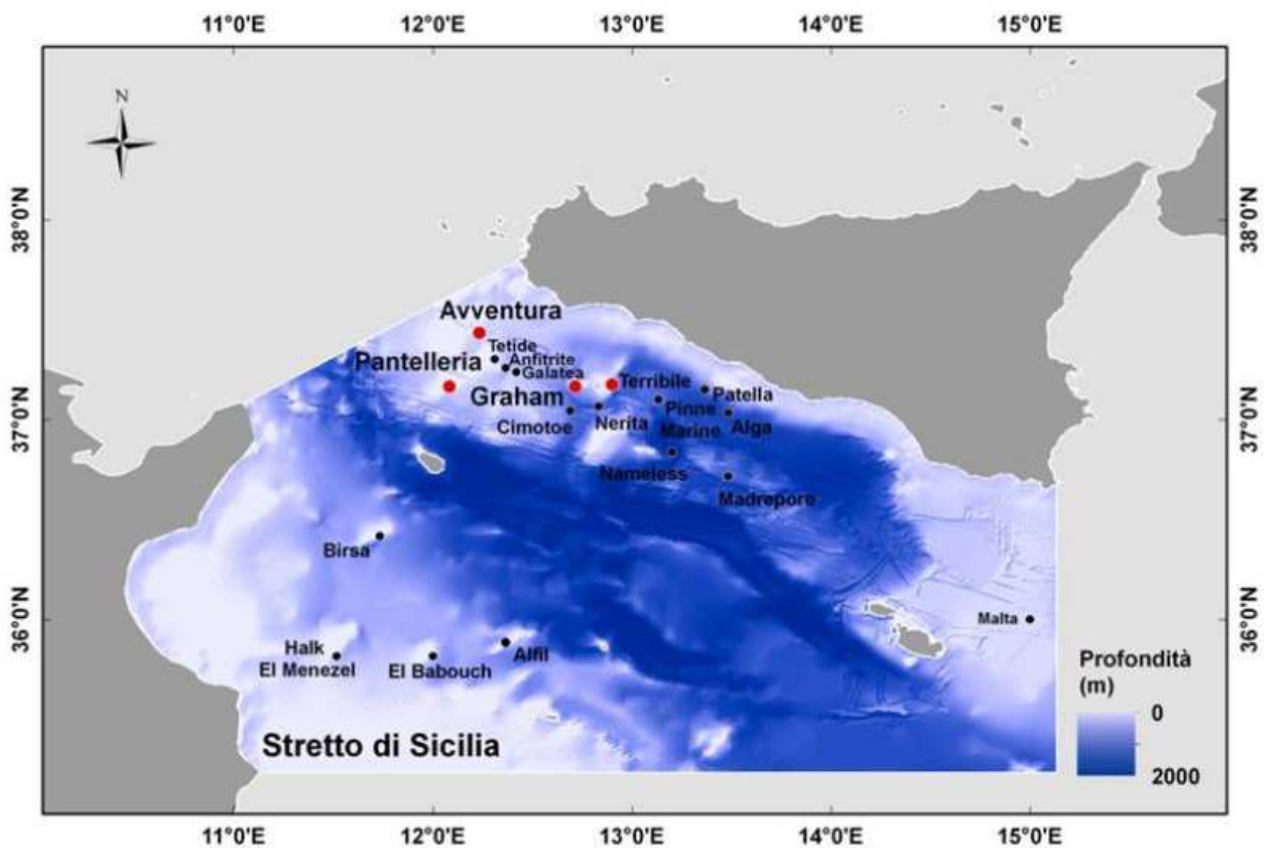 11°0'E 12°0'E 13°0'E 14°0'E 15°0'E
N
38°0'N
38°0'N
Avventura
Tetide
Pantelleria
Anfitrite
Galatea
Terribile
Graham
Patella
Pinne
Marine
37°0'N
37°0'N
Cimotoe
Nerita
Alga
Nameless
Madrepore
Birsa
36°0'N
36°0'N
Malta
Halk
El Menezel
El Babouch
Alfil
Profondità
(m)
0
2000
Stretto di Sicilia
11°0'E 12°0'E 13°0'E 14°0'E 15°0'E